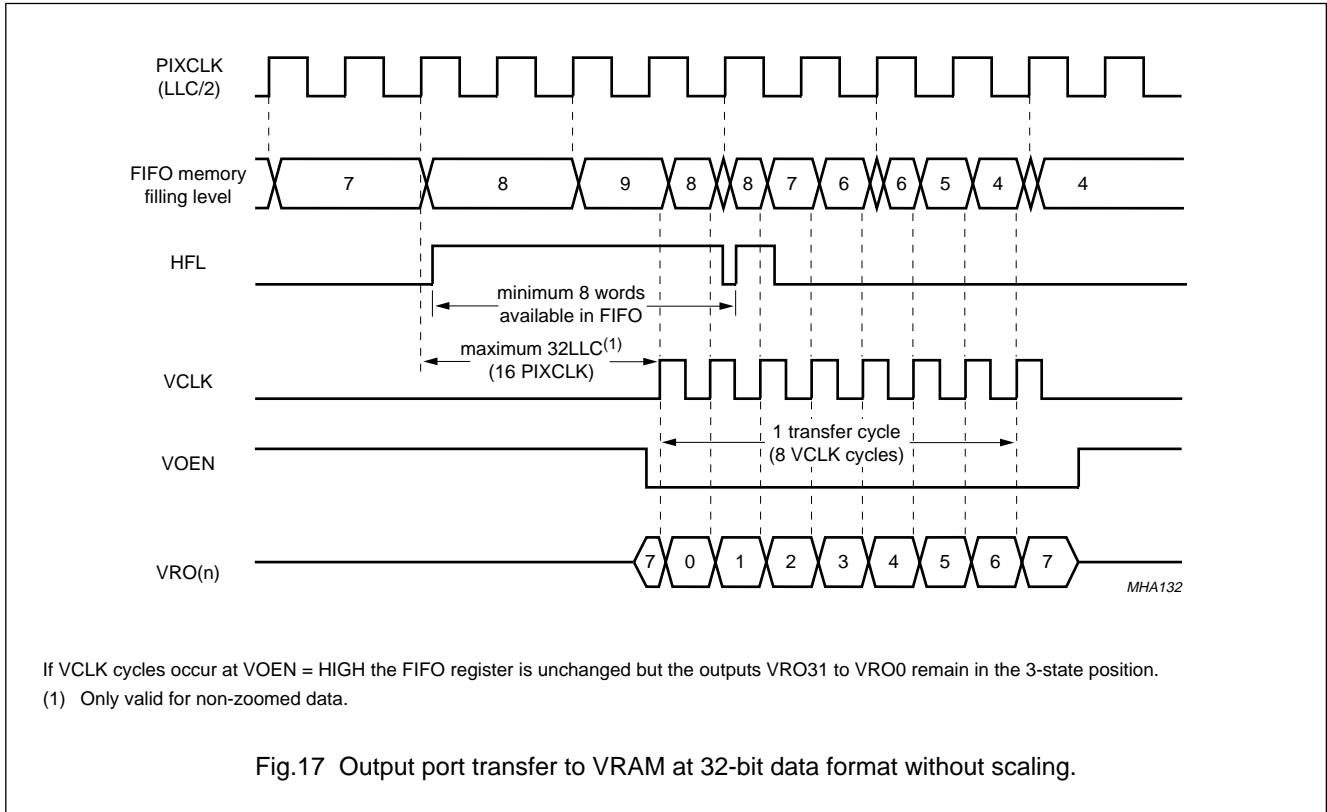 PIXCLK
(LLC/2)
FIFO memory
filling level
7 8 9 8 8 7 6 6 5 4 4
HFL
minimum 8 words
available in FIFO
maximum 32LLC(1)
(16 PIXCLK)
VCLK
1 transfer cycle
(8 VCLK cycles)
VOEN
VRO(n)
7 0 1 2 3 4 5 6 7
MHA132
If VCLK cycles occur at VOEN = HIGH the FIFO register is unchanged but the outputs VRO31 to VRO0 remain in the 3-state position.
(1) Only valid for non-zoomed data.
Fig.17 Output port transfer to VRAM at 32-bit data format without scaling.